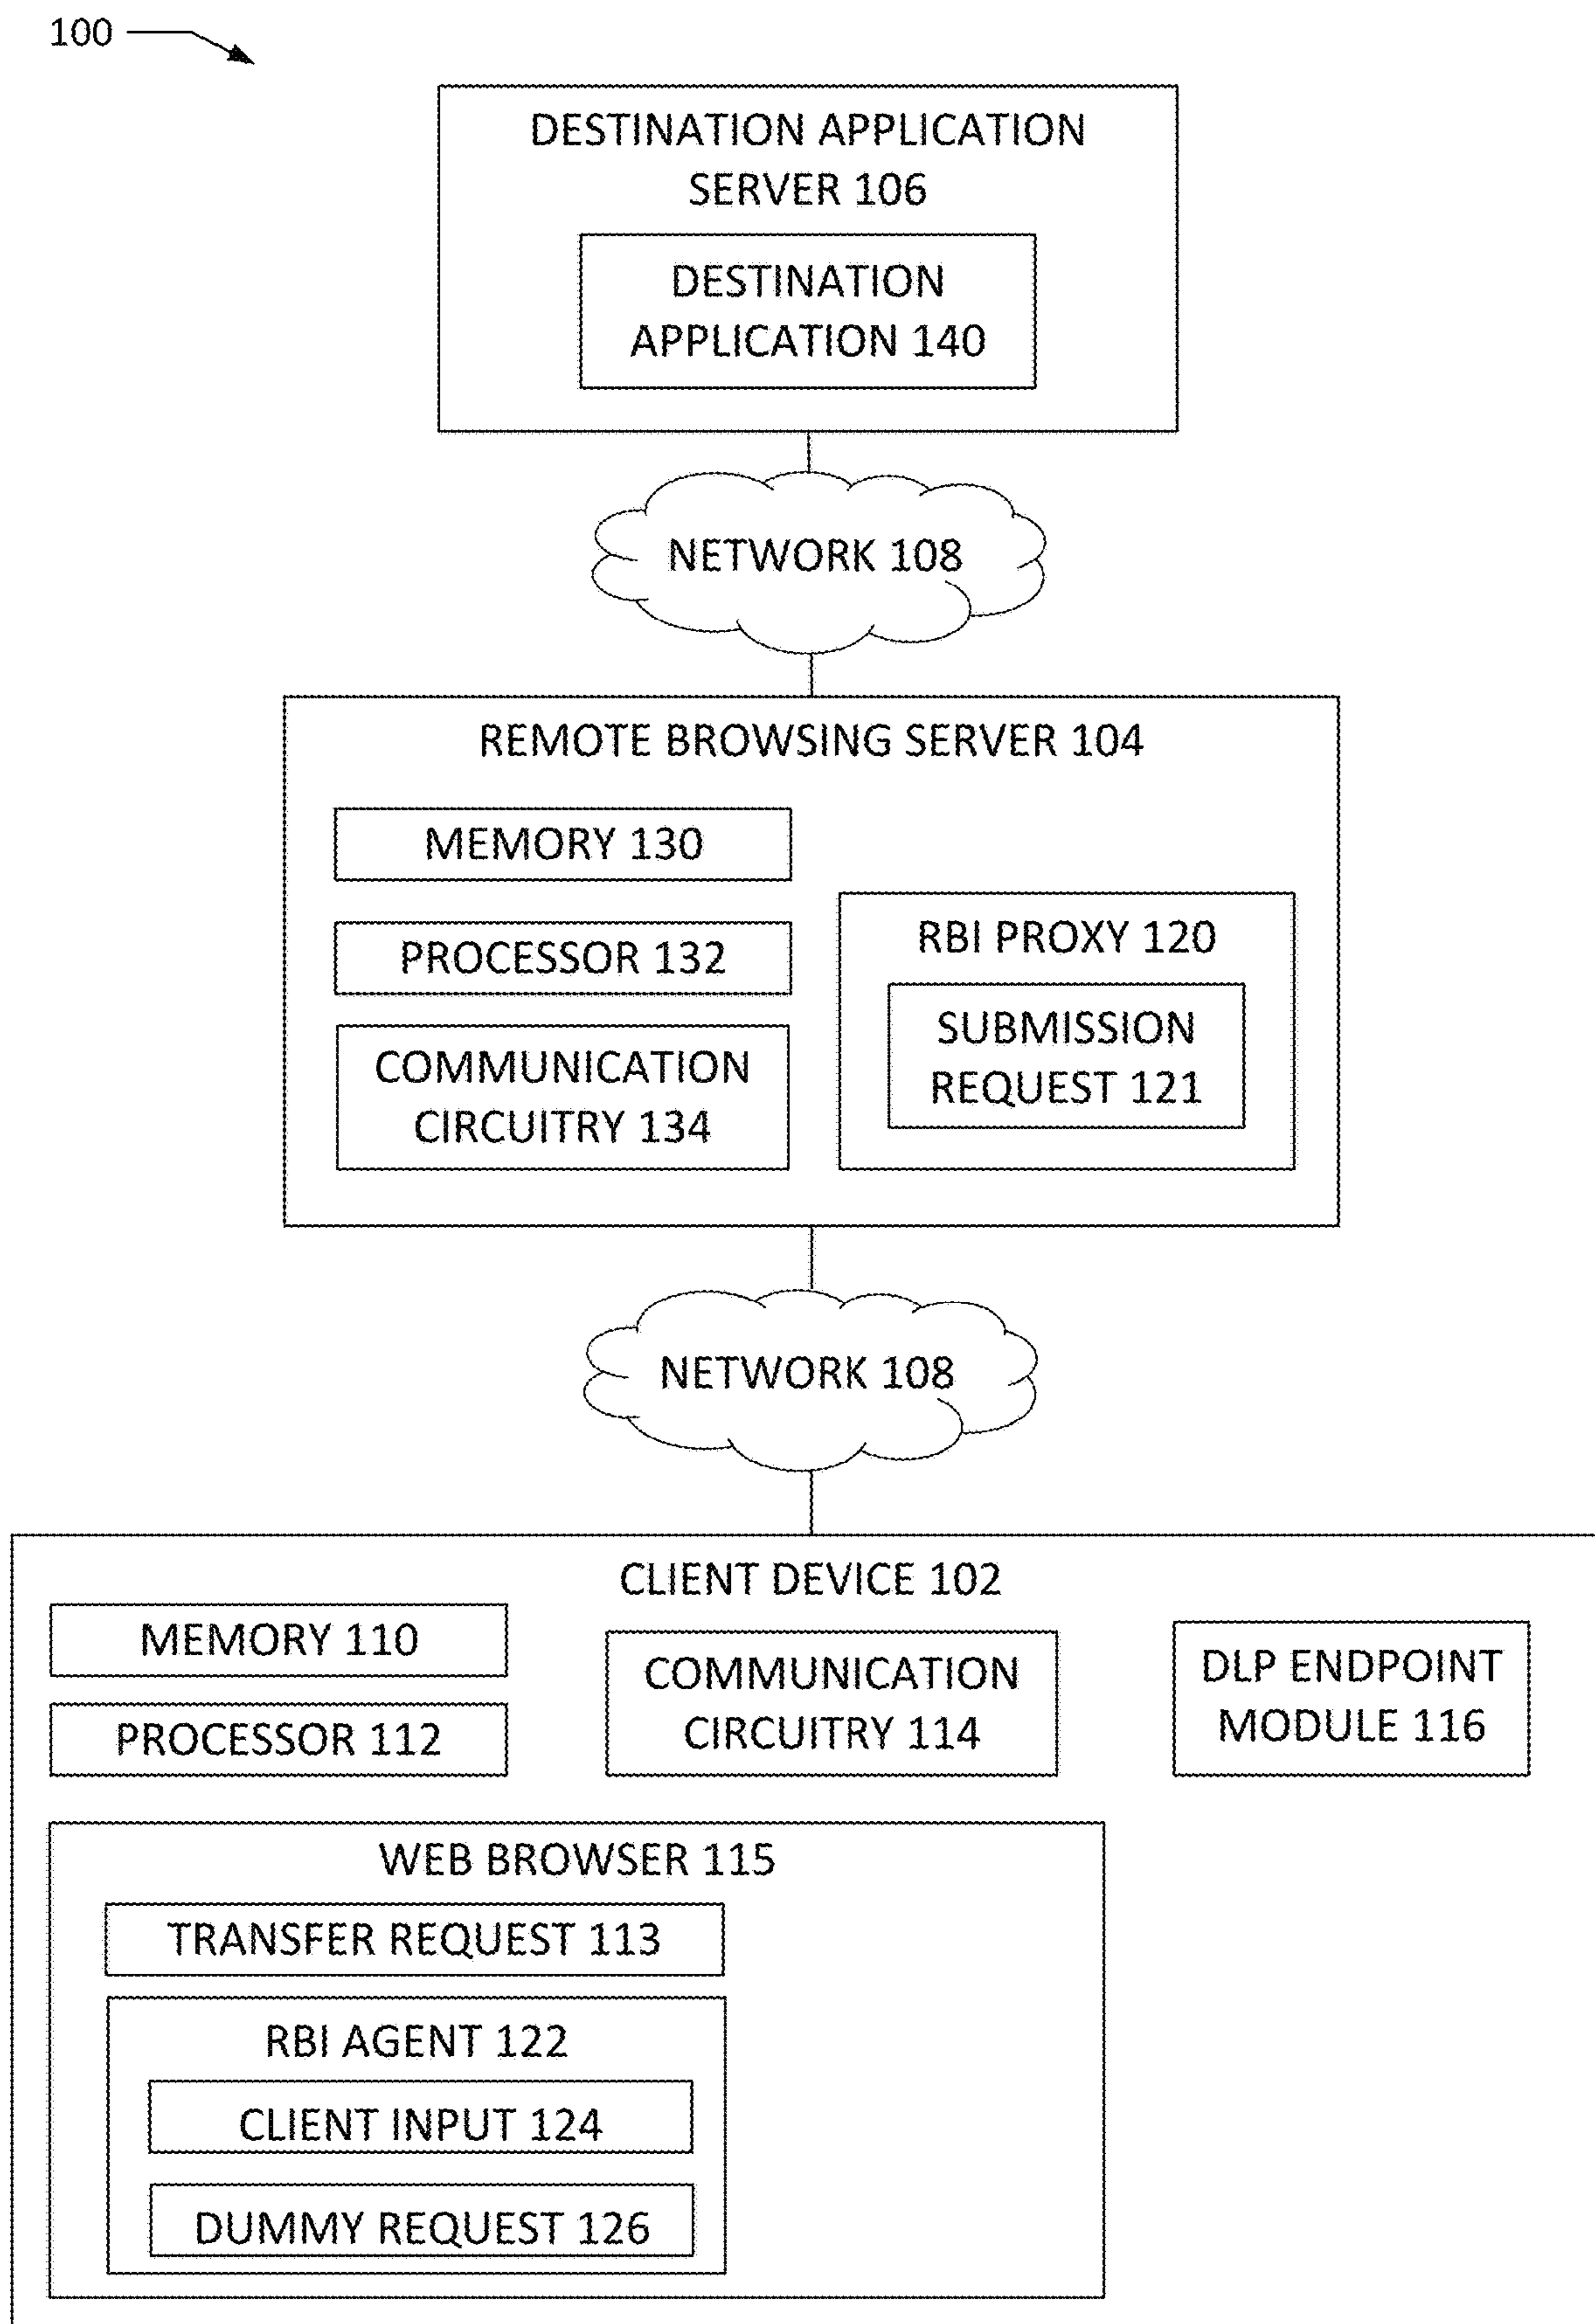 100
DESTINATION APPLICATION
SERVER 106
DESTINATION
APPLICATION 140
NETWORK 108
REMOTE BROWSING SERVER 104
MEMORY 130
PROCESSOR 132
COMMUNICATION
CIRCUITRY 134
RBI PROXY 120
SUBMISSION
REQUEST 121
NETWORK 108
CLIENT DEVICE 102
MEMORY 110
PROCESSOR 112
COMMUNICATION
CIRCUITRY 114
DLP ENDPOINT
MODULE 116
WEB BROWSER 115
TRANSFER REQUEST 113
RBI AGENT 122
CLIENT INPUT 124
DUMMY REQUEST 126